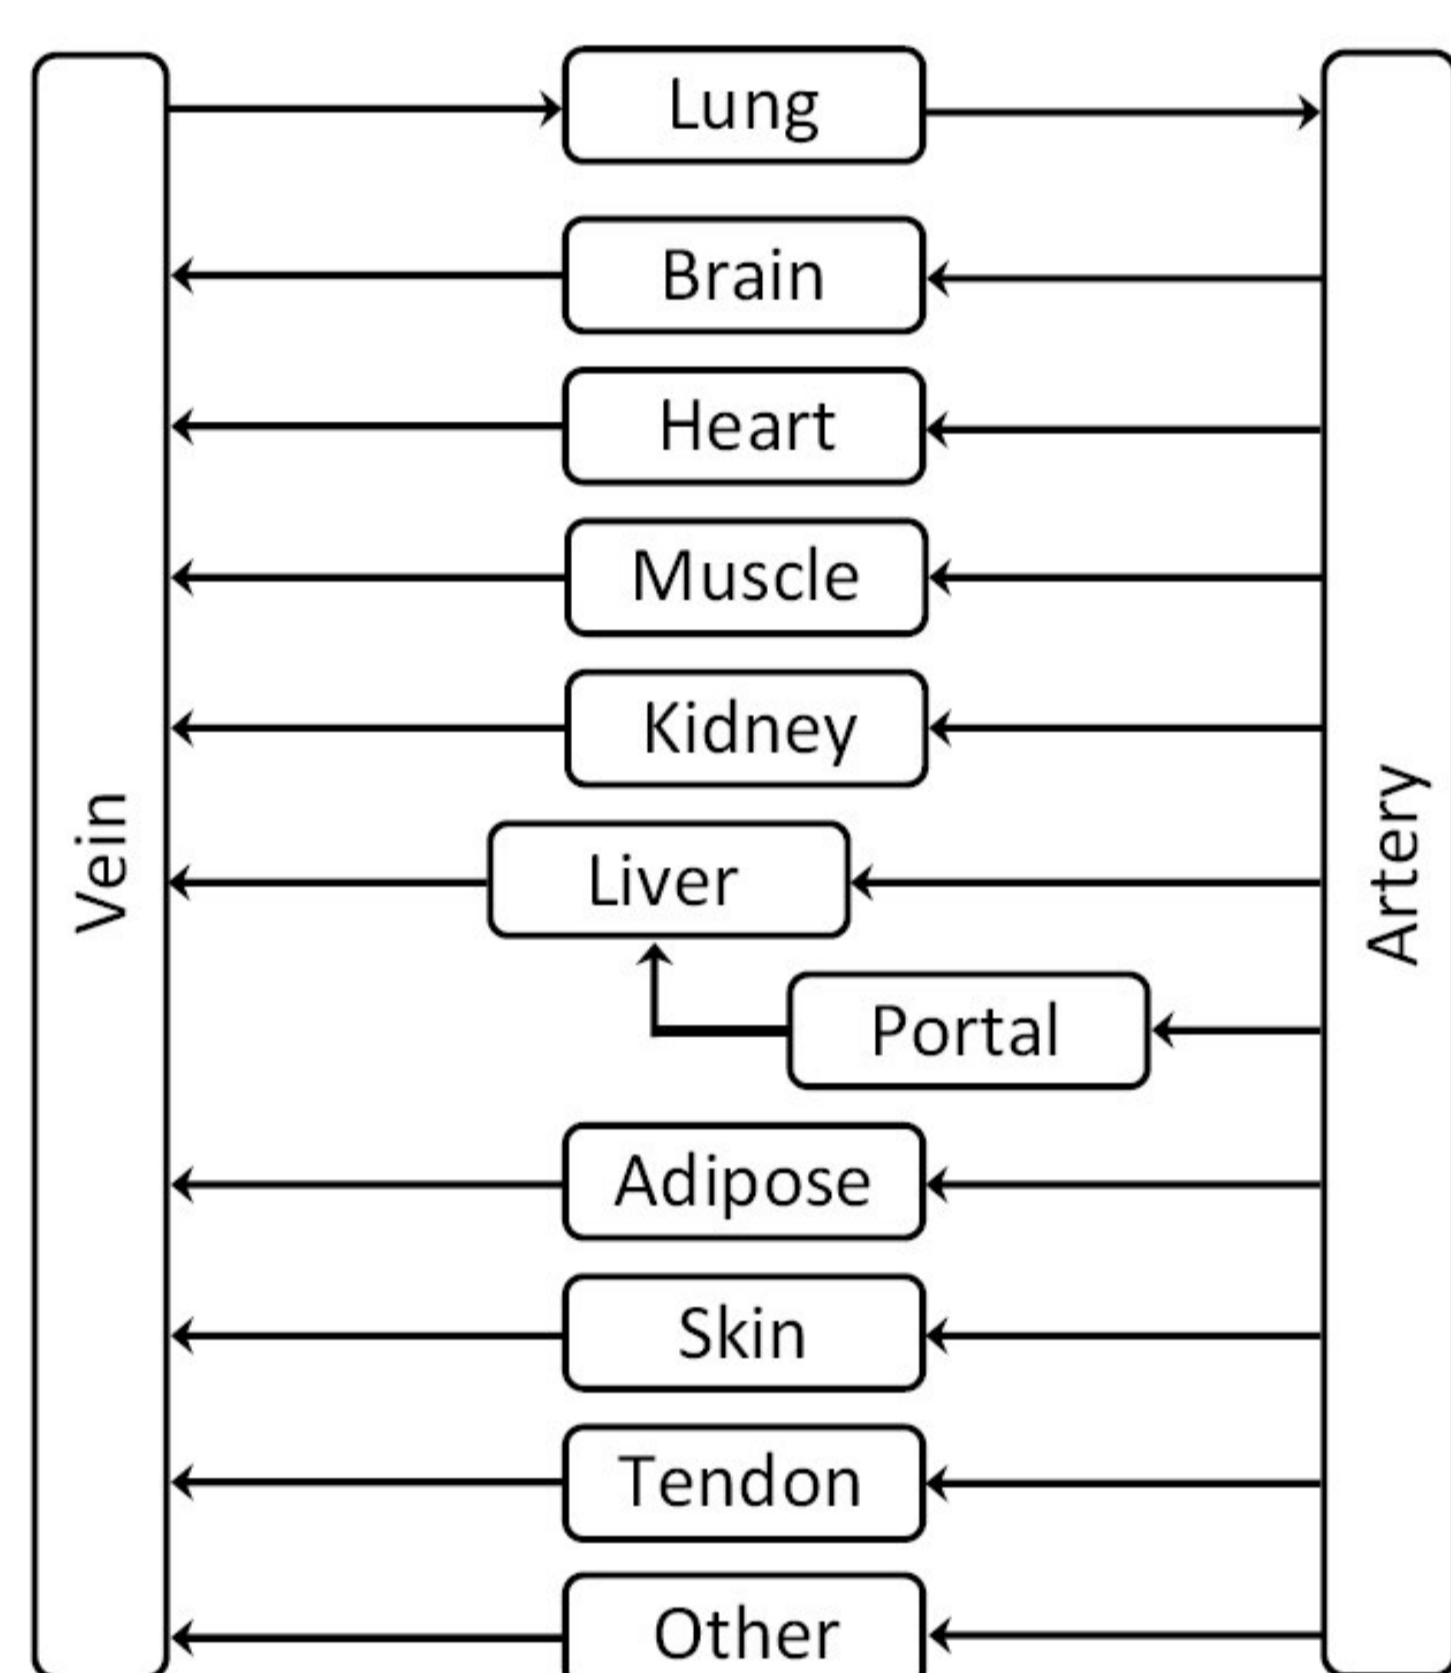 Lung
Brain
Heart
Muscle
Kidney
Vein
Liver
Artery
Portal
Adipose
Skin
Tendon
Other